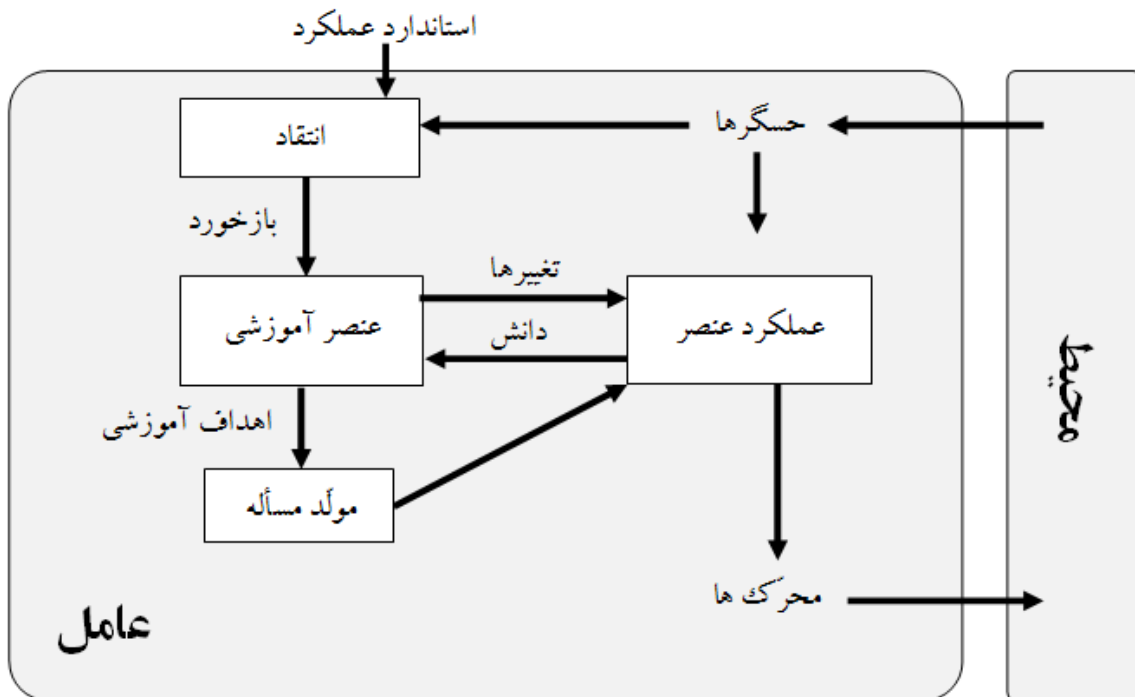 استاندارد عملکرد
حسگرها
انتقاد
بازخورد
تغییرها
عملکرد عنصر
دانش
عنصر آموزشی
محیط
اهداف آموزشی
مولّد مسأله
محرّک ها
عامل